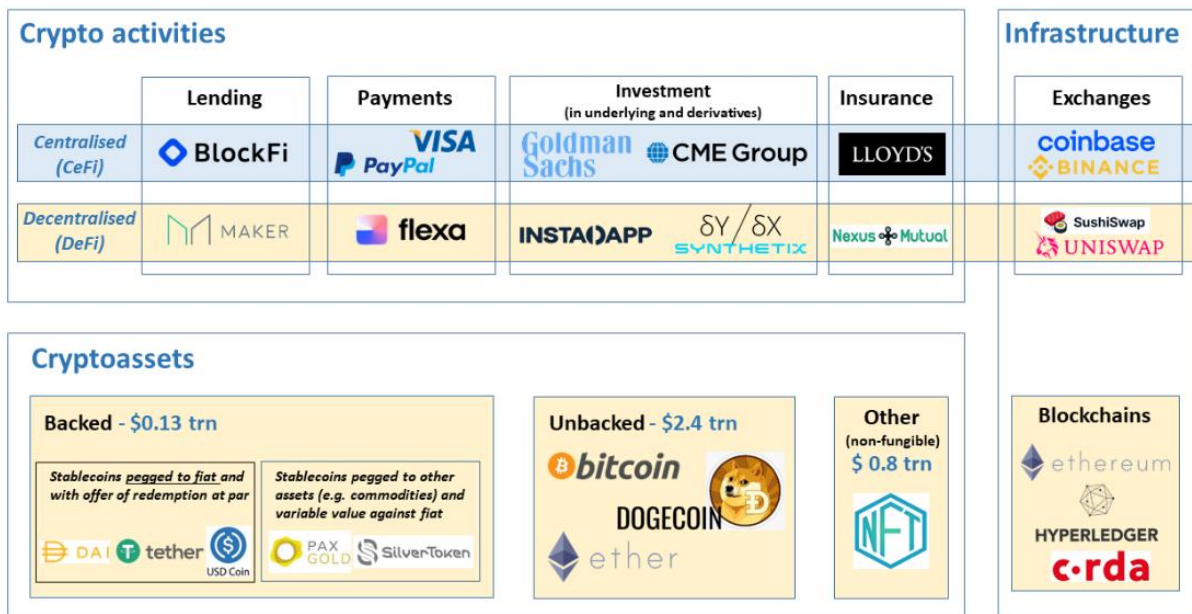 Crypto activities
Infrastructure
Lending
Payments
Investment
(in underlying and derivatives)
Insurance
Exchanges
Centralised
(CeFi)
BlockFi
VISA
PayPal
Goldman
Sachs
CME Group
LLOYD'S
coinbase
BINANCE
Decentralised
(DeFi)
MAKER
flexa
INSTA()APP
δY/δX
SYNTHETIX
Nexus Mutual
SushiSwap
UNISWAP
Cryptoassets
Backed - $0.13 trn
Stablecoins pegged to fiat and
with offer of redemption at par
DAI
tether
USD Coin
Stablecoins pegged to other
assets (e.g. commodities) and
variable value against fiat
PAX
GOLD
SilverToken
Unbacked - $2.4 trn
bitcoin
DOGECOIN
ether
Other
(non-fungible)
$ 0.8 trn
NFT
Blockchains
ethereum
HYPERLEDGER
c·rda